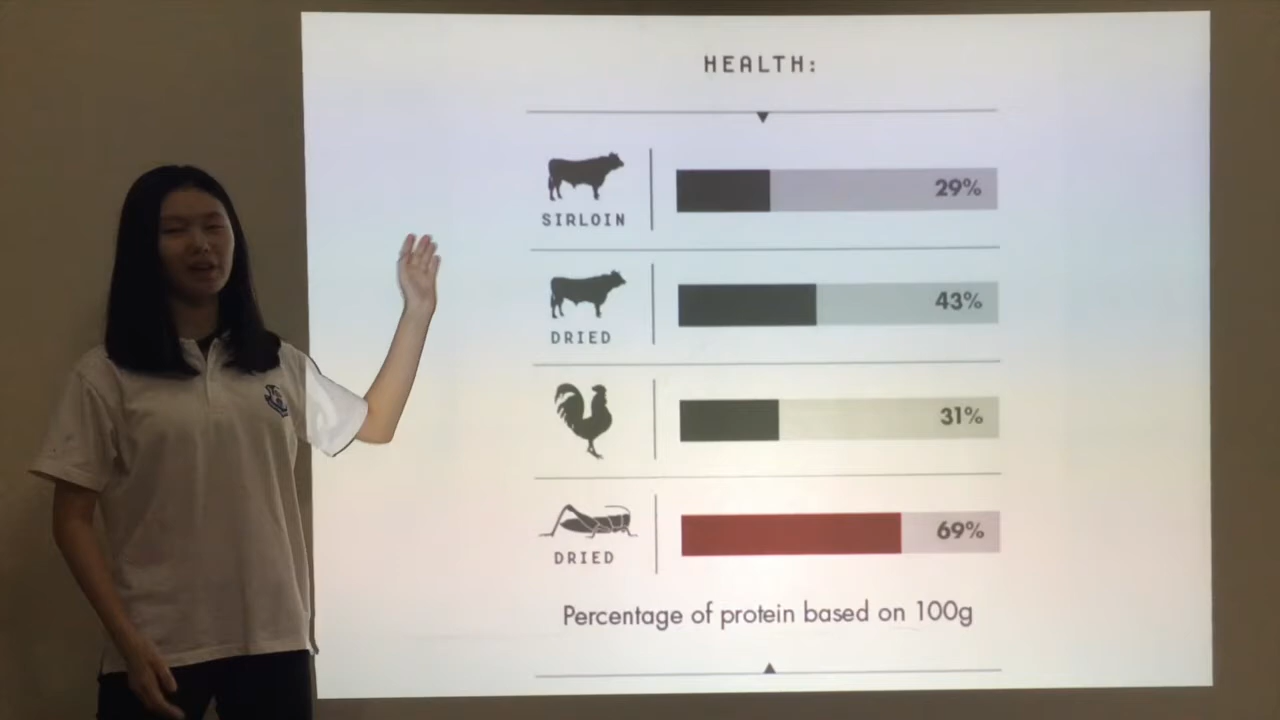 HEALTH:
SIRLOIN
29%
DRIED
43%
31%
DRIED
69%
Percentage of protein based on 100g